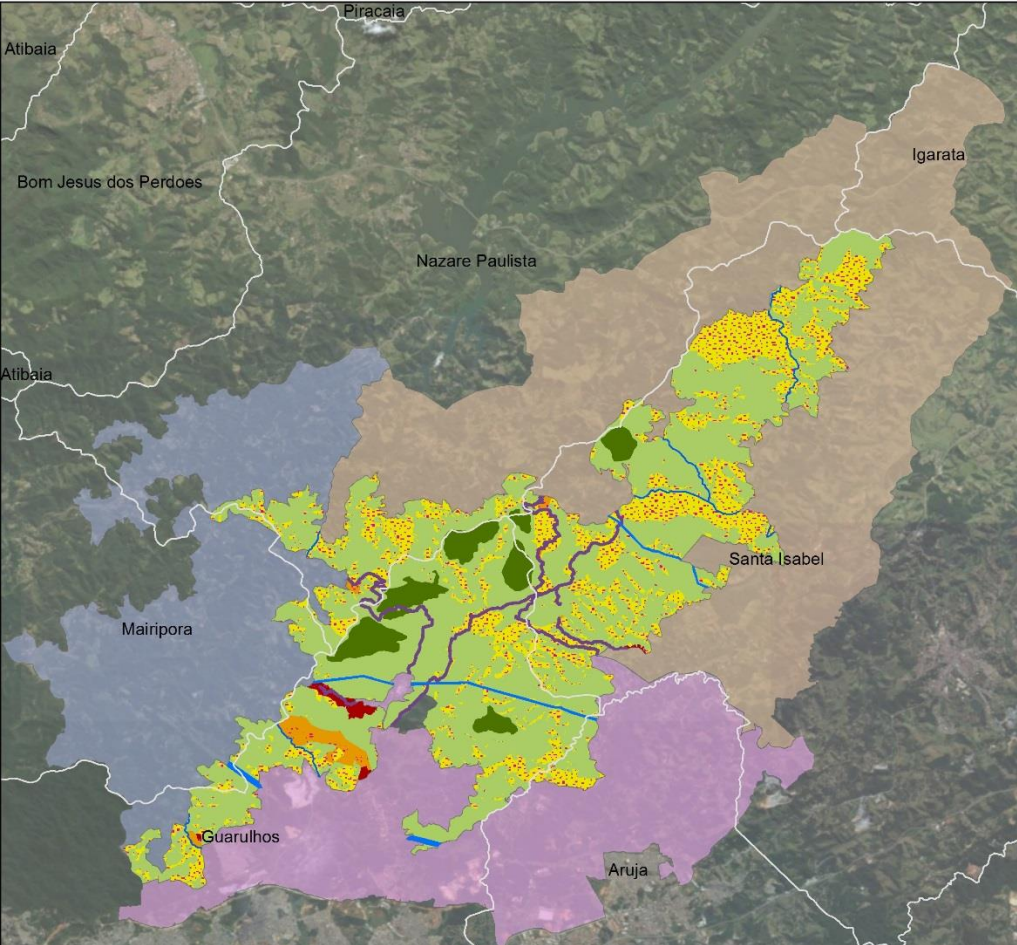 Piracaia
Atibaia
Igarata
Bom Jesus dos Perdoes
Nazare Paulista
Atibaia
Santa Isabel
Mairipora
Guarulhos
Aruja